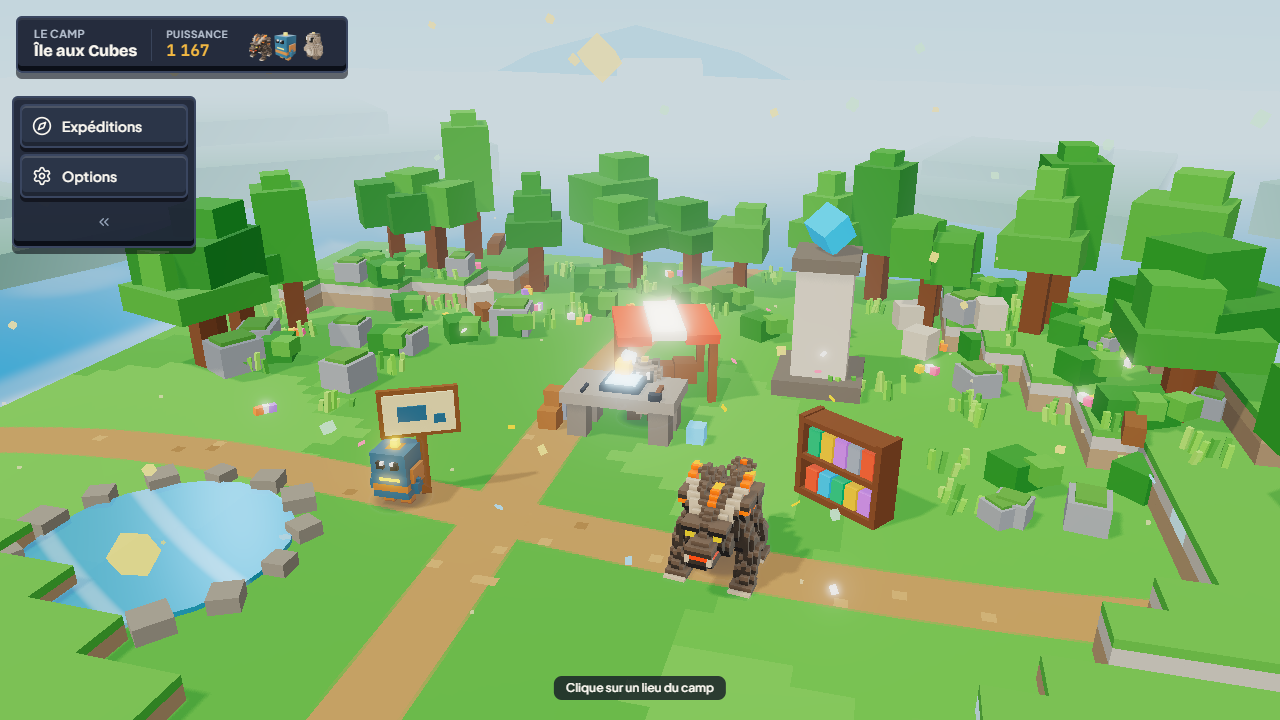 LE CAMP
Île aux Cubes
PUISSANCE
1 167
Expéditions
Options
Clique sur un lieu du camp